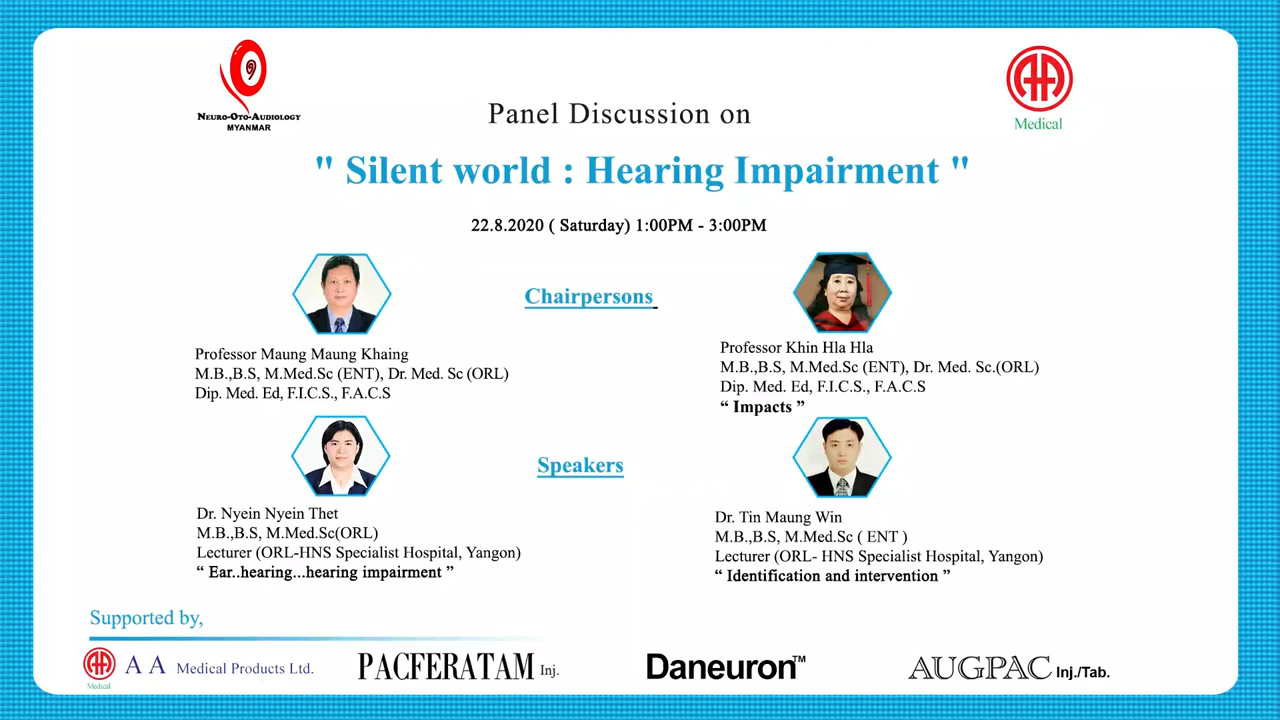 NEURO-OTO-AUDIOLOGY
MYANMAR
AA
Medical
Panel Discussion on
" Silent world : Hearing Impairment "
22.8.2020 ( Saturday) 1:00PM - 3:00PM
Chairpersons
Professor Maung Maung Khaing
M.B.,B.S, M.Med.Sc (ENT), Dr. Med. Sc (ORL)
Dip. Med. Ed, F.I.C.S., F.A.C.S
Professor Khin Hla Hla
M.B.,B.S, M.Med.Sc (ENT), Dr. Med. Sc.(ORL)
Dip. Med. Ed, F.I.C.S., F.A.C.S
“ Impacts ”
Speakers
Dr. Nyein Nyein Thet
M.B.,B.S, M.Med.Sc(ORL)
Lecturer (ORL-HNS Specialist Hospital, Yangon)
“ Ear..hearing...hearing impairment ”
Dr. Tin Maung Win
M.B.,B.S, M.Med.Sc ( ENT )
Lecturer (ORL- HNS Specialist Hospital, Yangon)
“ Identification and intervention ”
Supported by,
AA
Medical
A A Medical Products Ltd.
PACFERATAM Inj.
Daneuron™
AUGPAC Inj./Tab.